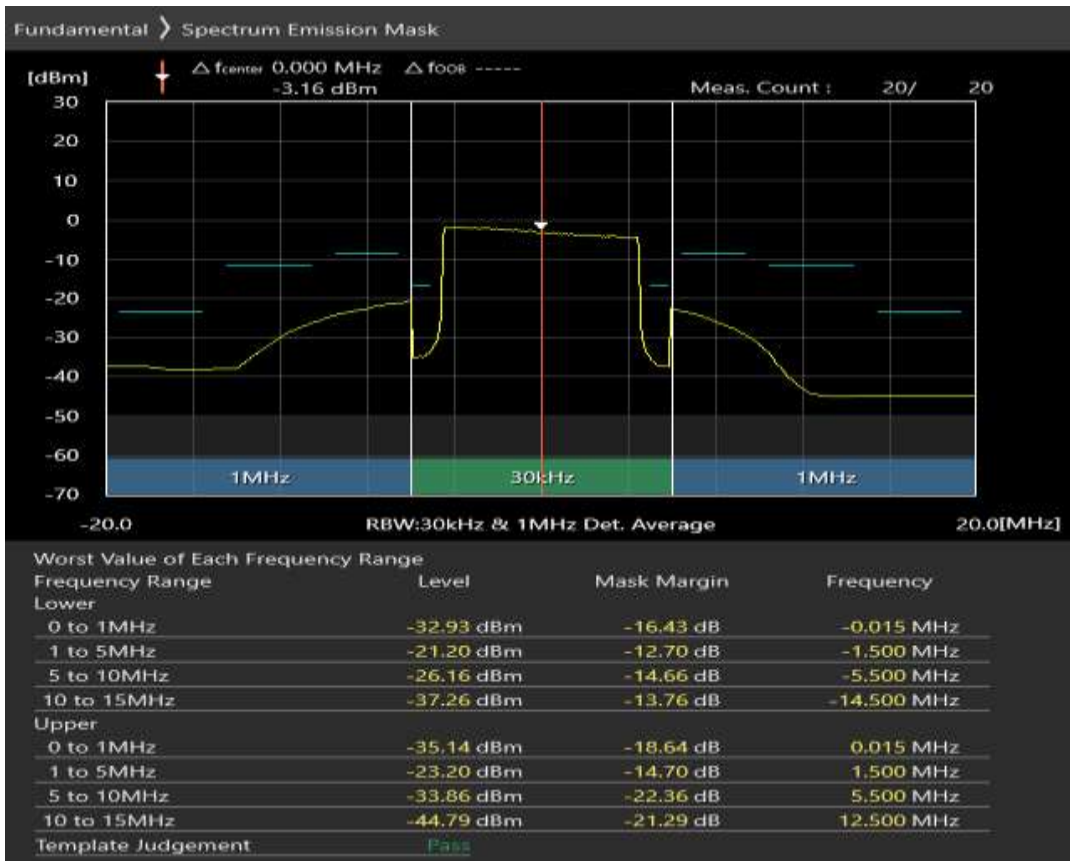 Fundamental 〉 Spectrum Emission Mask
[dBm] △ fcenter 0.000 MHz △ fOOB -----
-3.16 dBm Meas. Count : 20/ 20
30
20
10
0
-10
-20
-30
-40
-50
-60
-70
1MHz 30kHz 1MHz
-20.0 RBW:30kHz & 1MHz Det. Average 20.0[MHz]
Worst Value of Each Frequency Range
Frequency Range Level Mask Margin Frequency
Lower
0 to 1MHz -32.93 dBm -16.43 dB -0.015 MHz
1 to 5MHz -21.20 dBm -12.70 dB -1.500 MHz
5 to 10MHz -26.16 dBm -14.66 dB -5.500 MHz
10 to 15MHz -37.26 dBm -13.76 dB -14.500 MHz
Upper
0 to 1MHz -35.14 dBm -18.64 dB 0.015 MHz
1 to 5MHz -23.20 dBm -14.70 dB 1.500 MHz
5 to 10MHz -33.86 dBm -22.36 dB 5.500 MHz
10 to 15MHz -44.79 dBm -21.29 dB 12.500 MHz
Template Judgement Pass